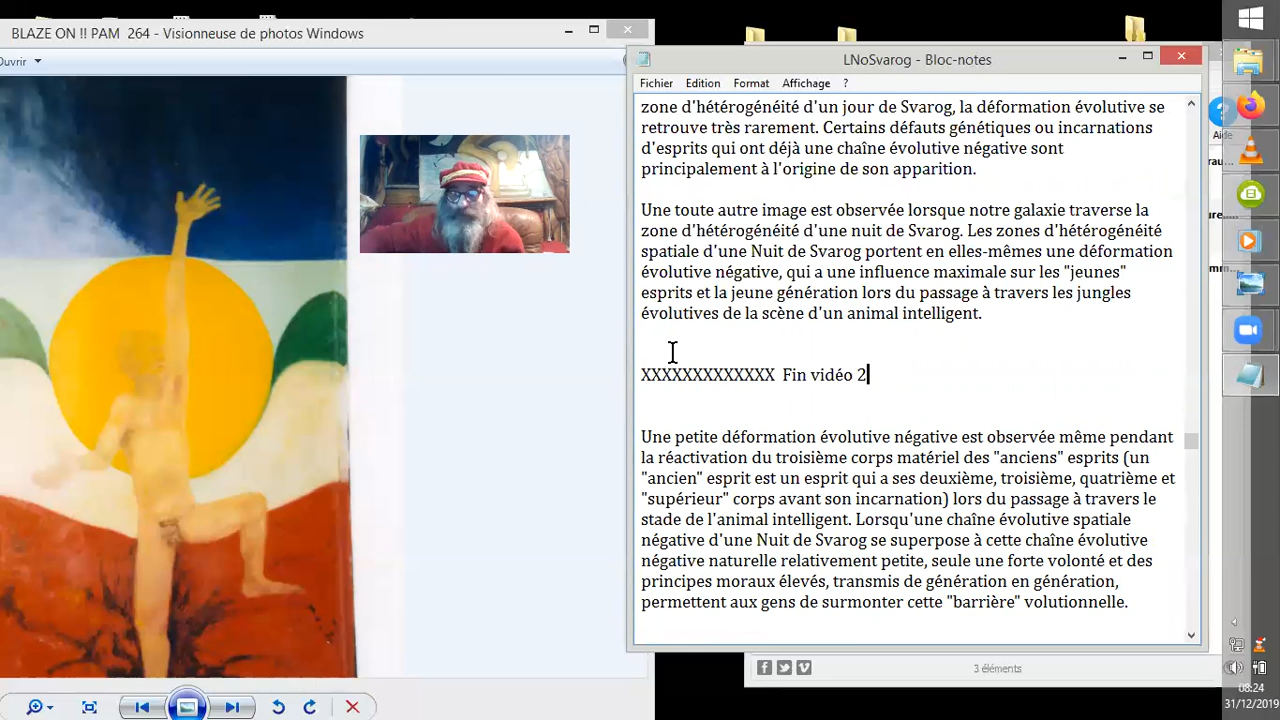 BLAZE ON !! PAM 264 - Visionneuse de photos Windows
Ouvrir
LNoSvarog - Bloc-notes
Fichier Edition Format Affichage ?
zone d'hétérogénéité d'un jour de Svarog, la déformation évolutive se
retrouve très rarement. Certains défauts génétiques ou incarnations
d'esprits qui ont déjà une chaîne évolutive négative sont
principalement à l'origine de son apparition.
Une toute autre image est observée lorsque notre galaxie traverse la
zone d'hétérogénéité d'une nuit de Svarog. Les zones d'hétérogénéité
spatiale d'une Nuit de Svarog portent en elles-mêmes une déformation
évolutive négative, qui a une influence maximale sur les "jeunes"
esprits et la jeune génération lors du passage à travers les jungles
évolutives de la scène d'un animal intelligent.
XXXXXXXXXXXXX Fin vidéo 2
Une petite déformation évolutive négative est observée même pendant
la réactivation du troisième corps matériel des "anciens" esprits (un
"ancien" esprit est un esprit qui a ses deuxième, troisième, quatrième et
"supérieur" corps avant son incarnation) lors du passage à travers le
stade de l'animal intelligent. Lorsqu'une chaîne évolutive spatiale
négative d'une Nuit de Svarog se superpose à cette chaîne évolutive
négative naturelle relativement petite, seule une forte volonté et des
principes moraux élevés, transmis de génération en génération,
permettent aux gens de surmonter cette "barrière" volutionnelle.
3 éléments
Aide
08:24
31/12/2019